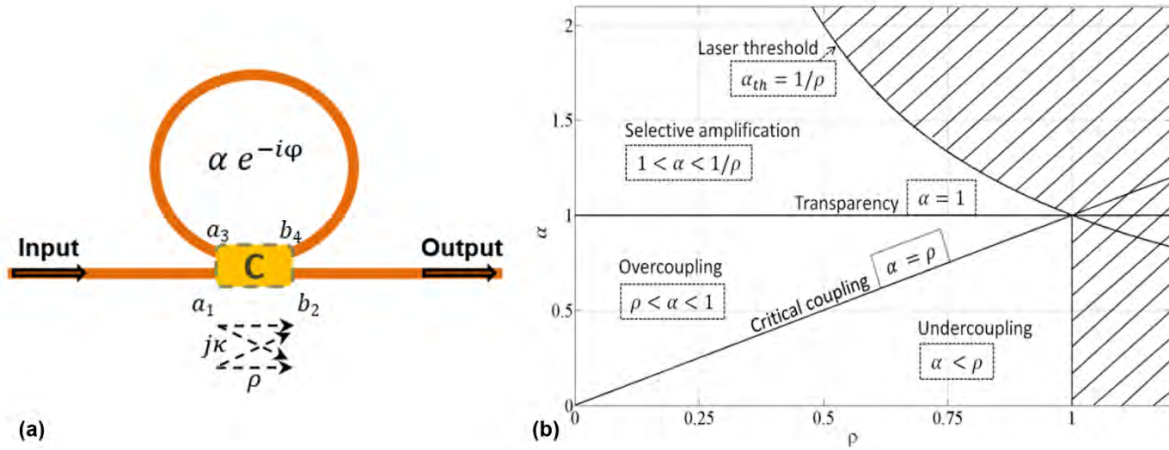 α e⁻ⁱᵠ
a₃ b₄
Input
Output
C
a₁ b₂
jκ
ρ
(a)
2
1.5
1
0.5
0
α
Laser threshold
αₜₕ = 1/ρ
Selective amplification
1 < α < 1/ρ
Transparency α = 1
Overcoupling
ρ < α < 1
Critical coupling α = ρ
Undercoupling
α < ρ
0 0.25 0.5 0.75 1
ρ
(b)